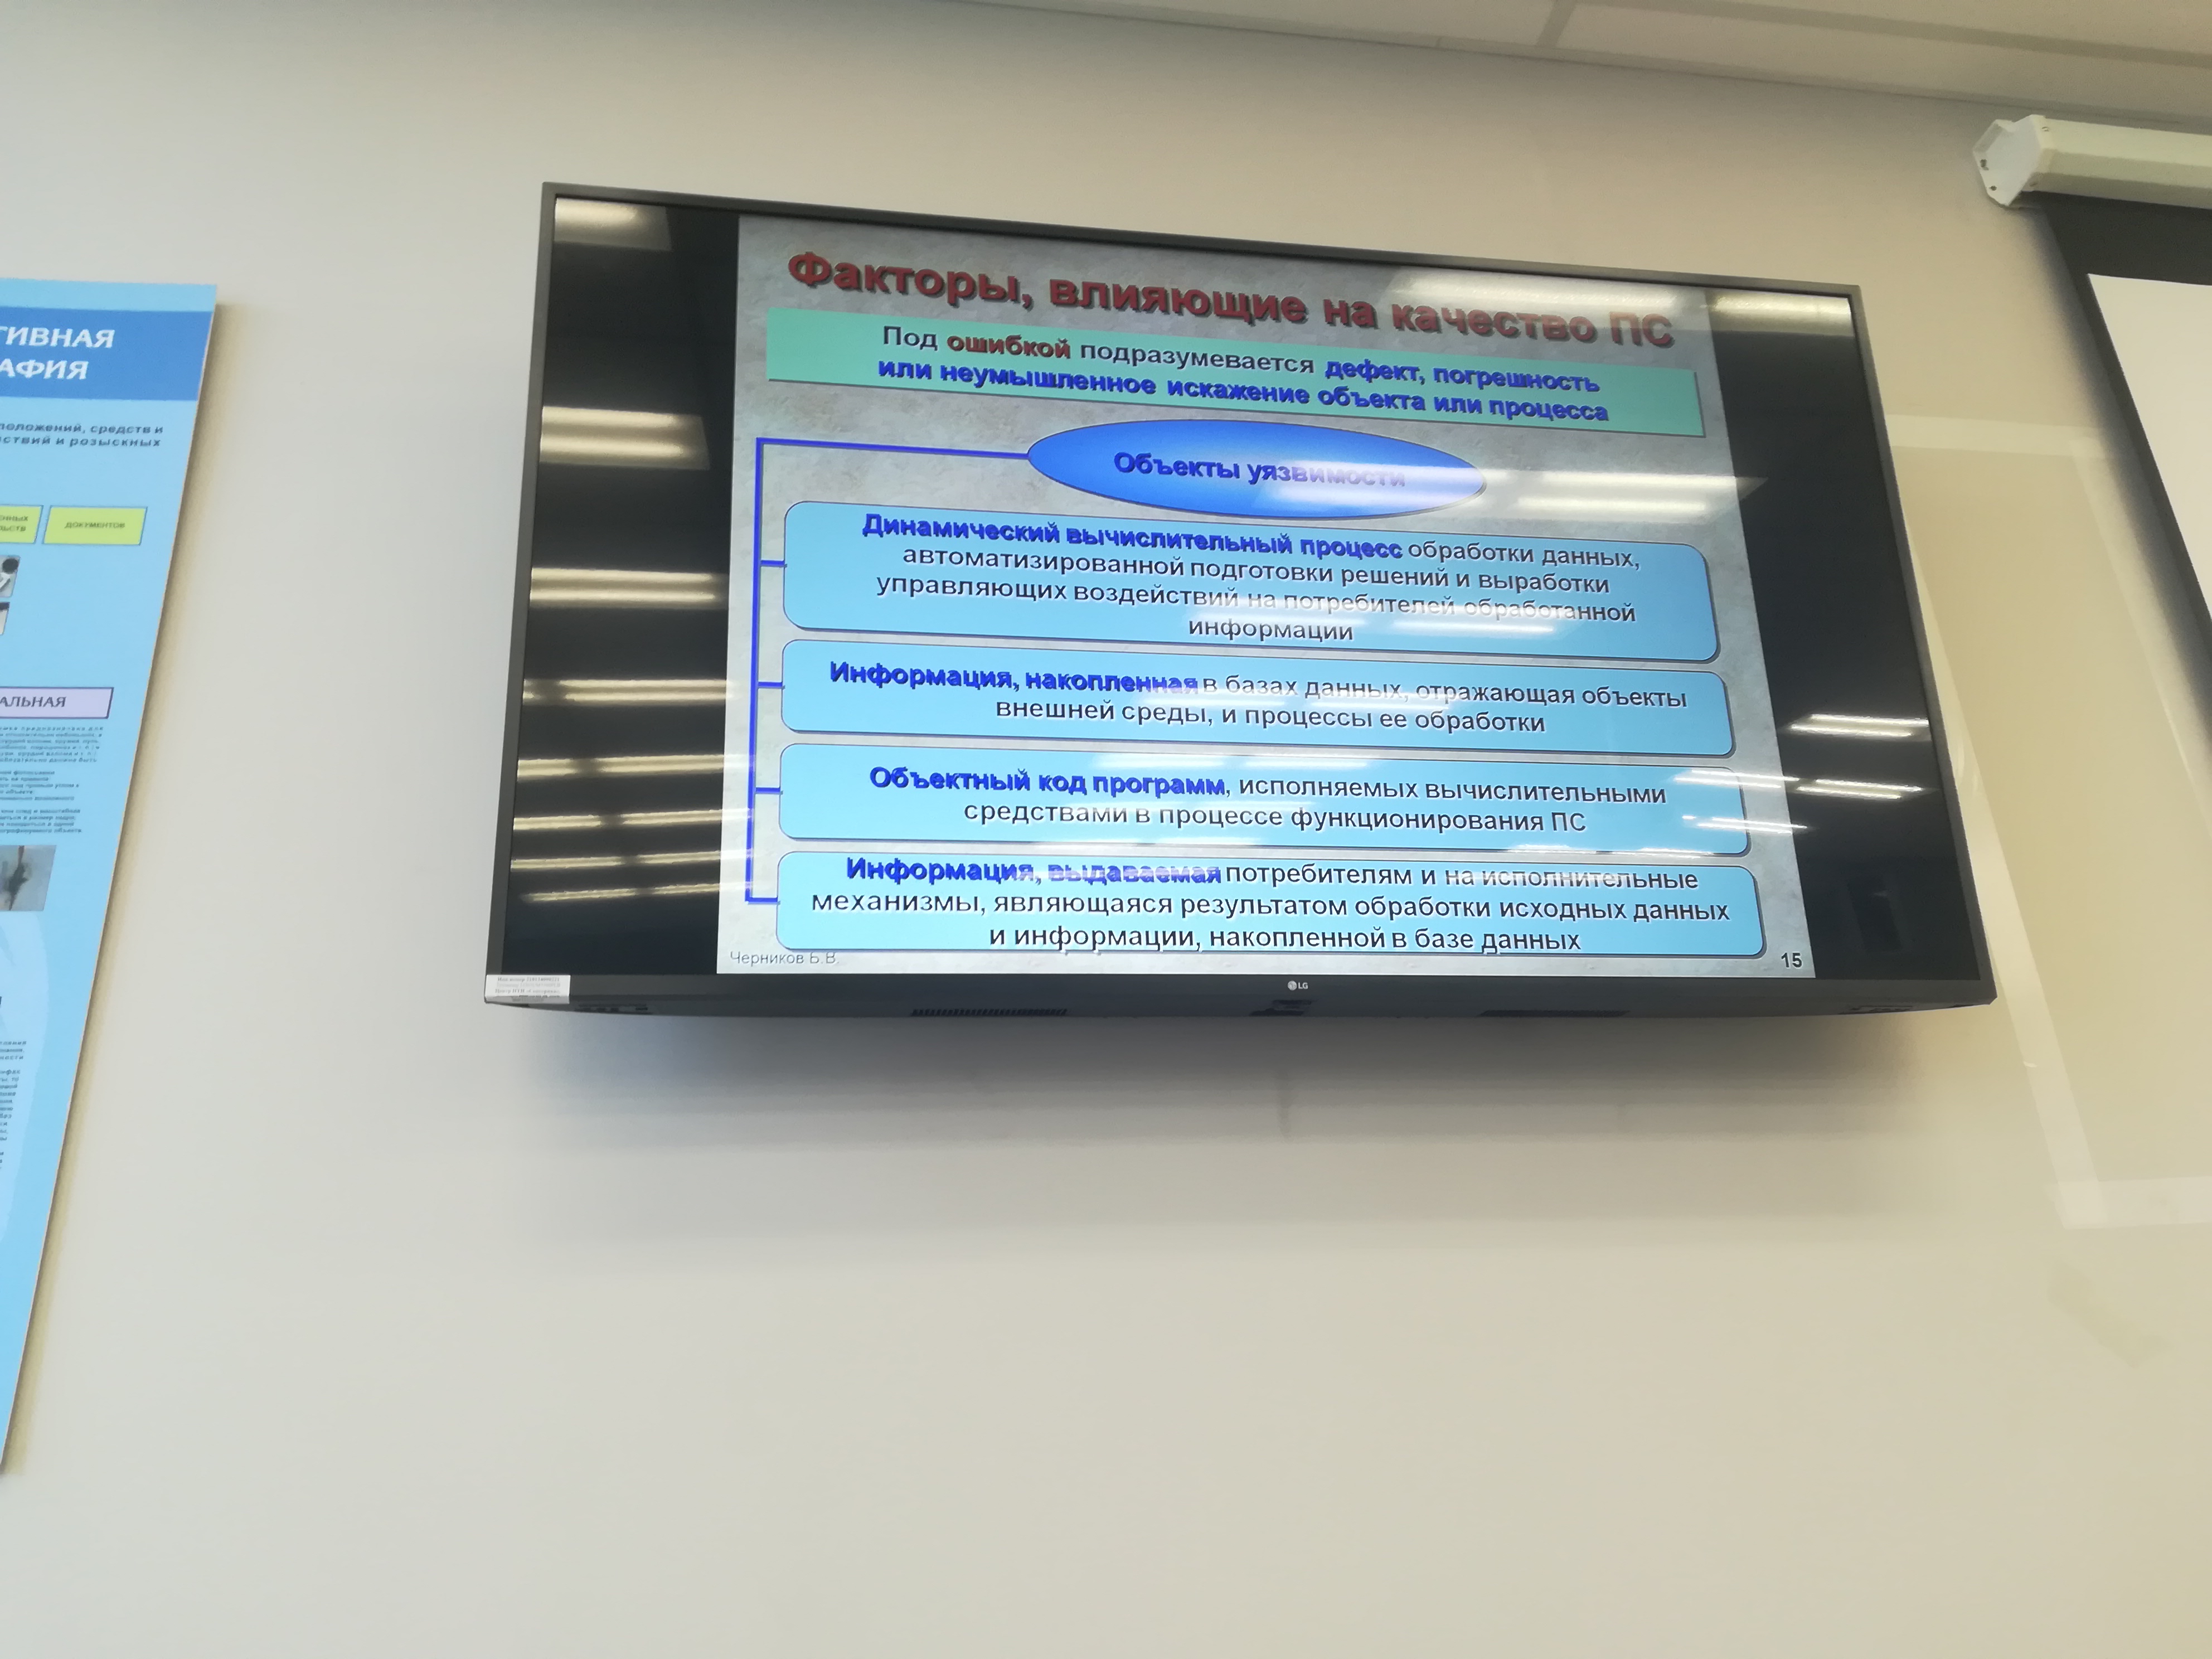 ТИВНАЯ
АФИЯ
положений, средств и
ствий и розыскных
ДОКУМЕНТОВ
АЛЬНАЯ
Факторы, влияющие на качество ПС
Под ошибкой подразумевается дефект, погрешность
или неумышленное искажение объекта или процесса
Объекты уязвимости
Динамический вычислительный процесс обработки данных,
автоматизированной подготовки решений и выработки
управляющих воздействий на потребителей обработанной
информации
Информация, накопленная в базах данных, отражающая объекты
внешней среды, и процессы ее обработки
Объектный код программ, исполняемых вычислительными
средствами в процессе функционирования ПС
Информация, выдаваемая потребителям и на исполнительные
механизмы, являющаяся результатом обработки исходных данных
и информации, накопленной в базе данных
Черников Б.В.
15
LG